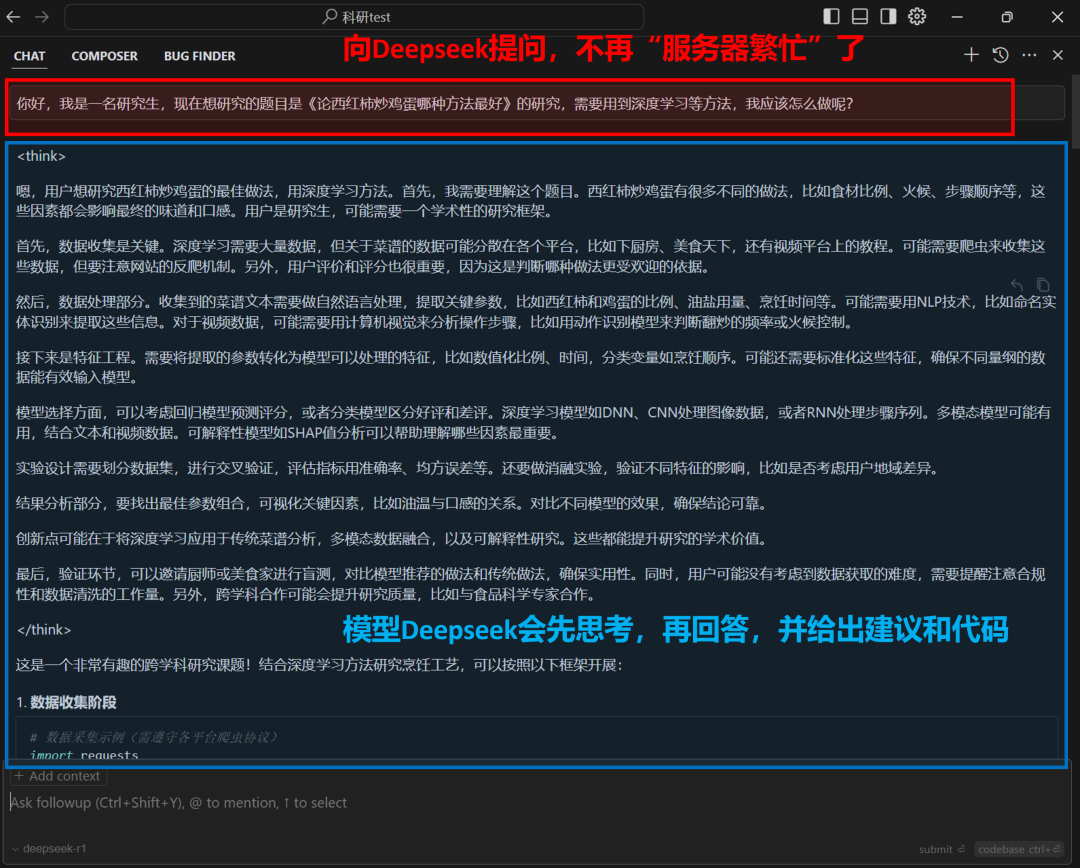 科研test
CHAT COMPOSER BUG FINDER
向Deepseek提问，不再“服务器繁忙”了
你好，我是一名研究生，现在想研究的题目是《论西红柿炒鸡蛋哪种方法最好》的研究，需要用到深度学习等方法，我应该怎么做呢？
<think>
嗯，用户想研究西红柿炒鸡蛋的最佳做法，用深度学习方法。首先，我需要理解这个题目。西红柿炒鸡蛋有很多不同的做法，比如食材比例、火候、步骤顺序等，这
些因素都会影响最终的味道和口感。用户是研究生，可能需要一个学术性的研究框架。
首先，数据收集是关键。深度学习需要大量数据，但关于菜谱的数据可能分散在各个平台，比如下厨房、美食天下，还有视频平台上的教程。可能需要爬虫来收集这
些数据，但要注意网站的反爬机制。另外，用户评价和评分也很重要，因为这是判断哪种做法更受欢迎的依据。
然后，数据处理部分。收集到的菜谱文本需要做自然语言处理，提取关键参数，比如西红柿和鸡蛋的比例、油盐用量、烹饪时间等。可能需要用NLP技术，比如命名实
体识别来提取这些信息。对于视频数据，可能需要用计算机视觉来分析操作步骤，比如用动作识别模型来判断翻炒的频率或火候控制。
接下来是特征工程。需要将提取的参数转化为模型可以处理的特征，比如数值化比例、时间，分类变量如烹饪顺序。可能还需要标准化这些特征，确保不同量纲的数
据能有效输入模型。
模型选择方面，可以考虑回归模型预测评分，或者分类模型区分好评和差评。深度学习模型如DNN、CNN处理图像数据，或者RNN处理步骤序列。多模态模型可能有
用，结合文本和视频数据。可解释性模型如SHAP值分析可以帮助理解哪些因素最重要。
实验设计需要划分数据集，进行交叉验证，评估指标用准确率、均方误差等。还要做消融实验，验证不同特征的影响，比如是否考虑用户地域差异。
结果分析部分，要找出最佳参数组合，可视化关键因素，比如油温与口感的关系。对比不同模型的效果，确保结论可靠。
创新点可能在于将深度学习应用于传统菜谱分析，多模态数据融合，以及可解释性研究。这些都能提升研究的学术价值。
最后，验证环节，可以邀请厨师或美食家进行盲测，对比模型推荐的做法和传统做法，确保实用性。同时，用户可能没有考虑到数据获取的难度，需要提醒注意合规
性和数据清洗的工作量。另外，跨学科合作可能会提升研究质量，比如与食品科学专家合作。
</think>
模型Deepseek会先思考，再回答，并给出建议和代码
这是一个非常有趣的跨学科研究课题！结合深度学习方法研究烹饪工艺，可以按照以下框架开展：
1. 数据收集阶段
# 数据采集示例（需遵守各平台爬虫协议）
import requests
+ Add context
Ask followup (Ctrl+Shift+Y), @ to mention, ↑ to select
deepseek-r1
submit ⏎ codebase ctrl+⏎